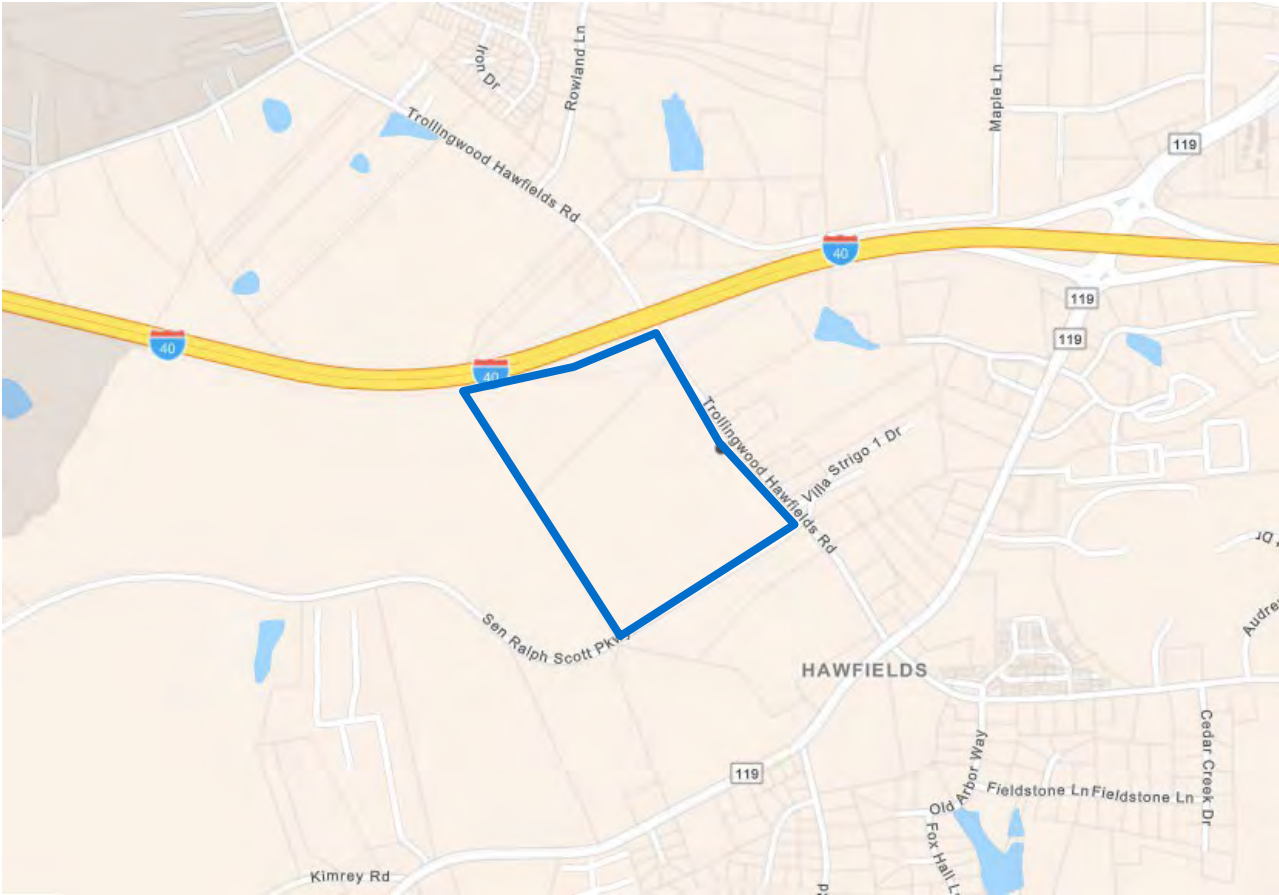 Iron Dr
Rowland Ln
Maple Ln
Trollingwood Hawfields Rd
119
40
40
40
119
119
Trollingwood Hawfields Rd
Villa Strigo 1 Dr
Sen Ralph Scott Pkwy
HAWFIELDS
Dr
Audre
119
Old Arbor Way
Fieldstone Ln
Fieldstone Ln
Cedar Creek Dr
Fox Hall L
Kimrey Rd